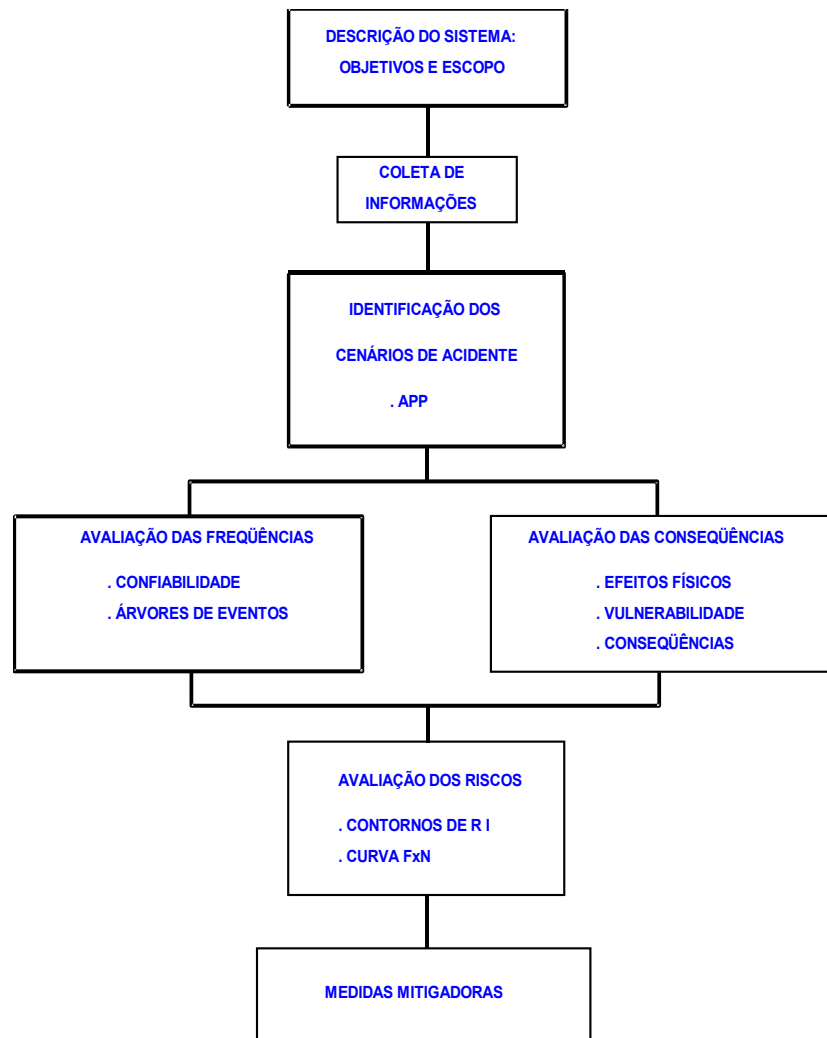 DESCRIÇÃO DO SISTEMA:
OBJETIVOS E ESCOPO
COLETA DE
INFORMAÇÕES
IDENTIFICAÇÃO DOS
CENÁRIOS DE ACIDENTE
. APP
AVALIAÇÃO DAS FREQÜÊNCIAS
. CONFIABILIDADE
. ÁRVORES DE EVENTOS
AVALIAÇÃO DAS CONSEQÜÊNCIAS
. EFEITOS FÍSICOS
. VULNERABILIDADE
. CONSEQÜÊNCIAS
AVALIAÇÃO DOS RISCOS
. CONTORNOS DE R I
. CURVA FxN
MEDIDAS MITIGADORAS